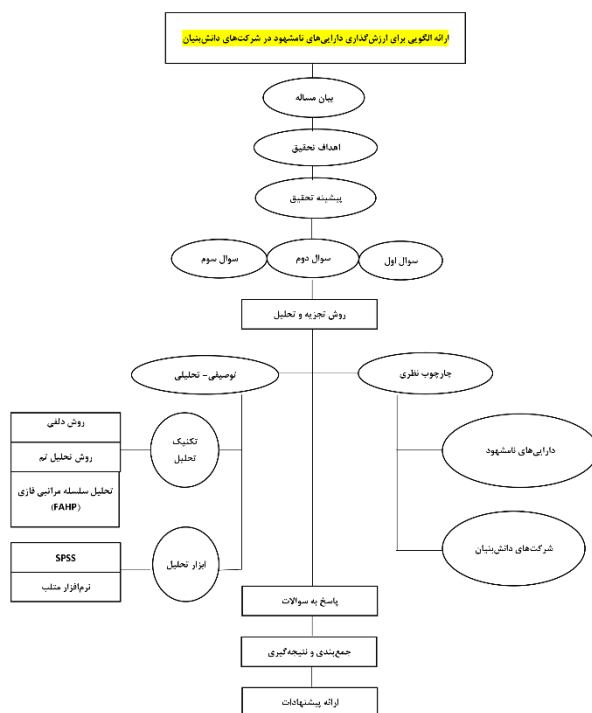 ارائه الگویی برای ارزش‌گذاری دارایی‌های نامشهود در شرکت‌های دانش‌بنیان
بیان مساله
اهداف تحقیق
پیشینه تحقیق
سوال اول
سوال دوم
سوال سوم
روش تجزیه و تحلیل
چارچوب نظری
توصیفی- تحلیلی
دارایی‌های نامشهود
شرکت‌های دانش‌بنیان
تکنیک
تحلیل
روش دلفی
روش تحلیل تم
تحلیل سلسله مراتبی فازی
(FAHP)
ابزار تحلیل
SPSS
نرم‌افزار متلب
پاسخ به سوالات
جمع‌بندی و نتیجه‌گیری
ارائه پیشنهادات